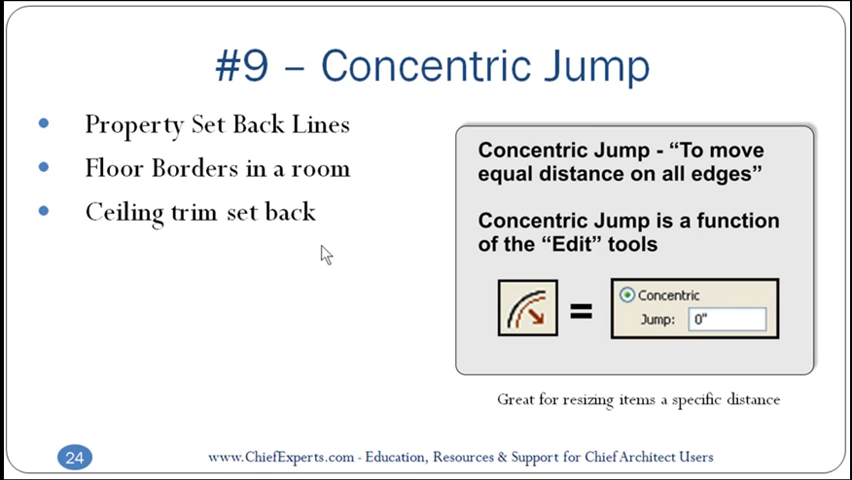 #9 – Concentric Jump
Property Set Back Lines
Floor Borders in a room
Ceiling trim set back
Concentric Jump - “To move
equal distance on all edges”
Concentric Jump is a function
of the “Edit” tools
=
Concentric
Jump: 0"
Great for resizing items a specific distance
24
www.ChiefExperts.com - Education, Resources & Support for Chief Architect Users